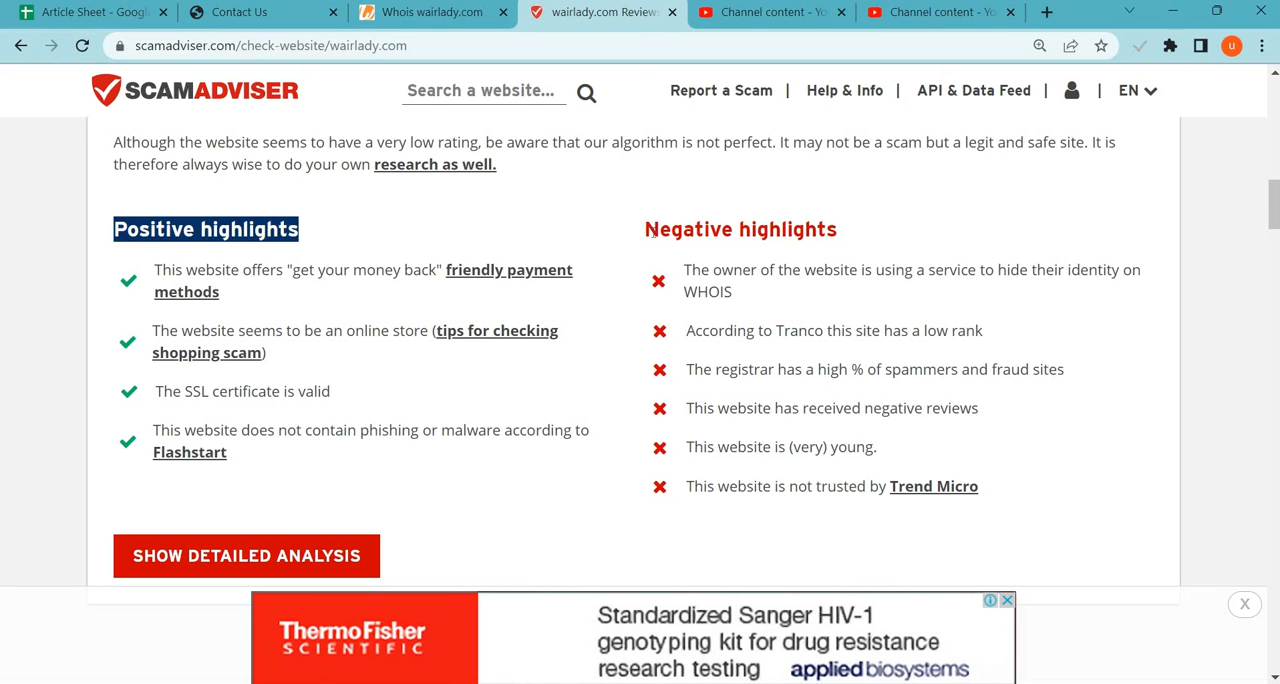 Article Sheet - Googl
Contact Us
Whois wairlady.com
wairlady.com Reviews
Channel content - Yo
Channel content - Yo
scamadviser.com/check-website/wairlady.com
u
SCAMADVISER
Search a website...
Report a Scam | Help & Info | API & Data Feed | | EN
Although the website seems to have a very low rating, be aware that our algorithm is not perfect. It may not be a scam but a legit and safe site. It is
therefore always wise to do your own research as well.
Positive highlights
This website offers "get your money back" friendly payment
methods
The website seems to be an online store (tips for checking
shopping scam)
The SSL certificate is valid
This website does not contain phishing or malware according to
Flashstart
Negative highlights
The owner of the website is using a service to hide their identity on
WHOIS
According to Tranco this site has a low rank
The registrar has a high % of spammers and fraud sites
This website has received negative reviews
This website is (very) young.
This website is not trusted by Trend Micro
SHOW DETAILED ANALYSIS
ThermoFisher
SCIENTIFIC
Standardized Sanger HIV-1
genotyping kit for drug resistance
research testing applied biosystems
X